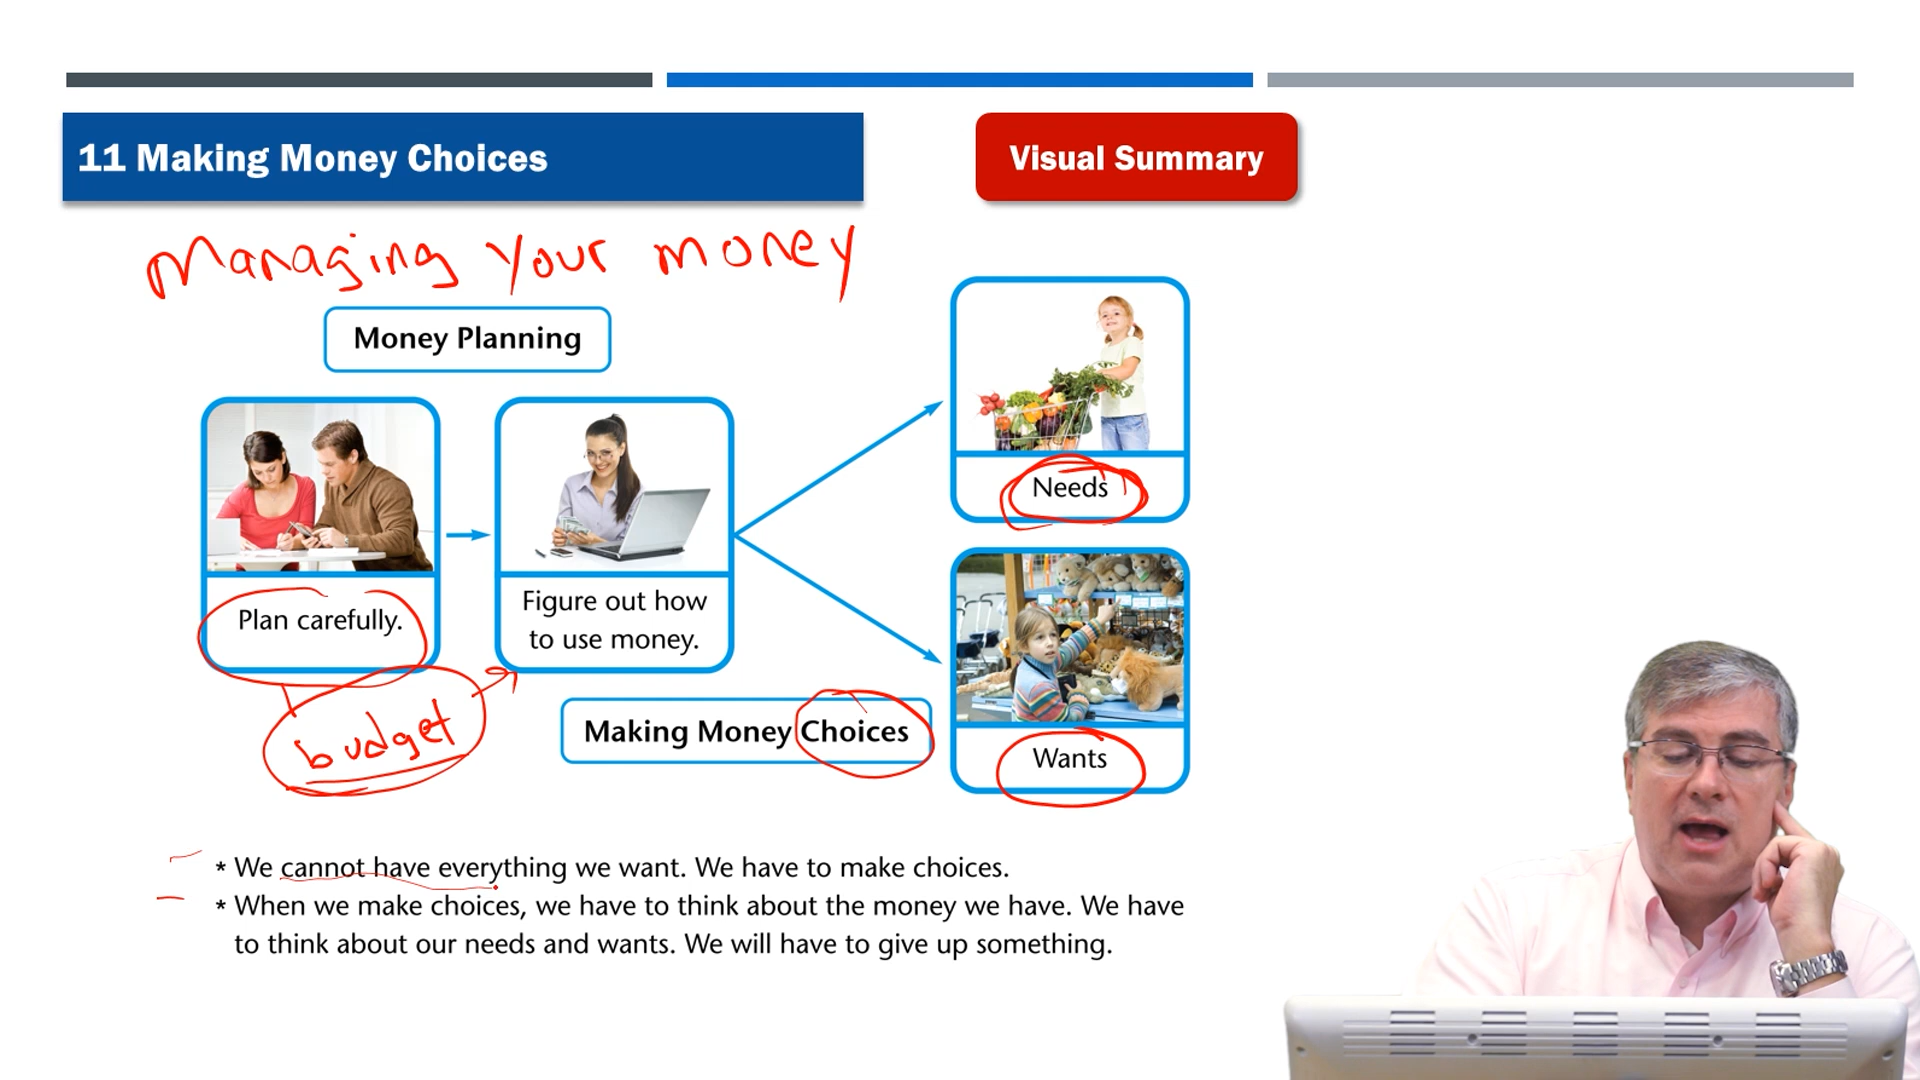 11 Making Money Choices
Visual Summary
Managing your money
Money Planning
Plan carefully.
Figure out how
to use money.
Needs
Wants
budget
Making Money Choices
* We cannot have everything we want. We have to make choices.
* When we make choices, we have to think about the money we have. We have
to think about our needs and wants. We will have to give up something.